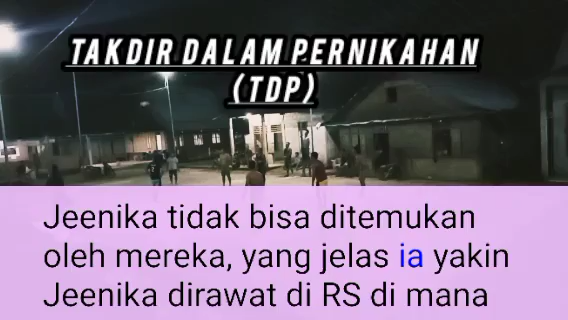 TAKDIR DALAM PERNIKAHAN
(TDP)
Jeenika tidak bisa ditemukan
oleh mereka, yang jelas ia yakin
Jeenika dirawat di RS di mana